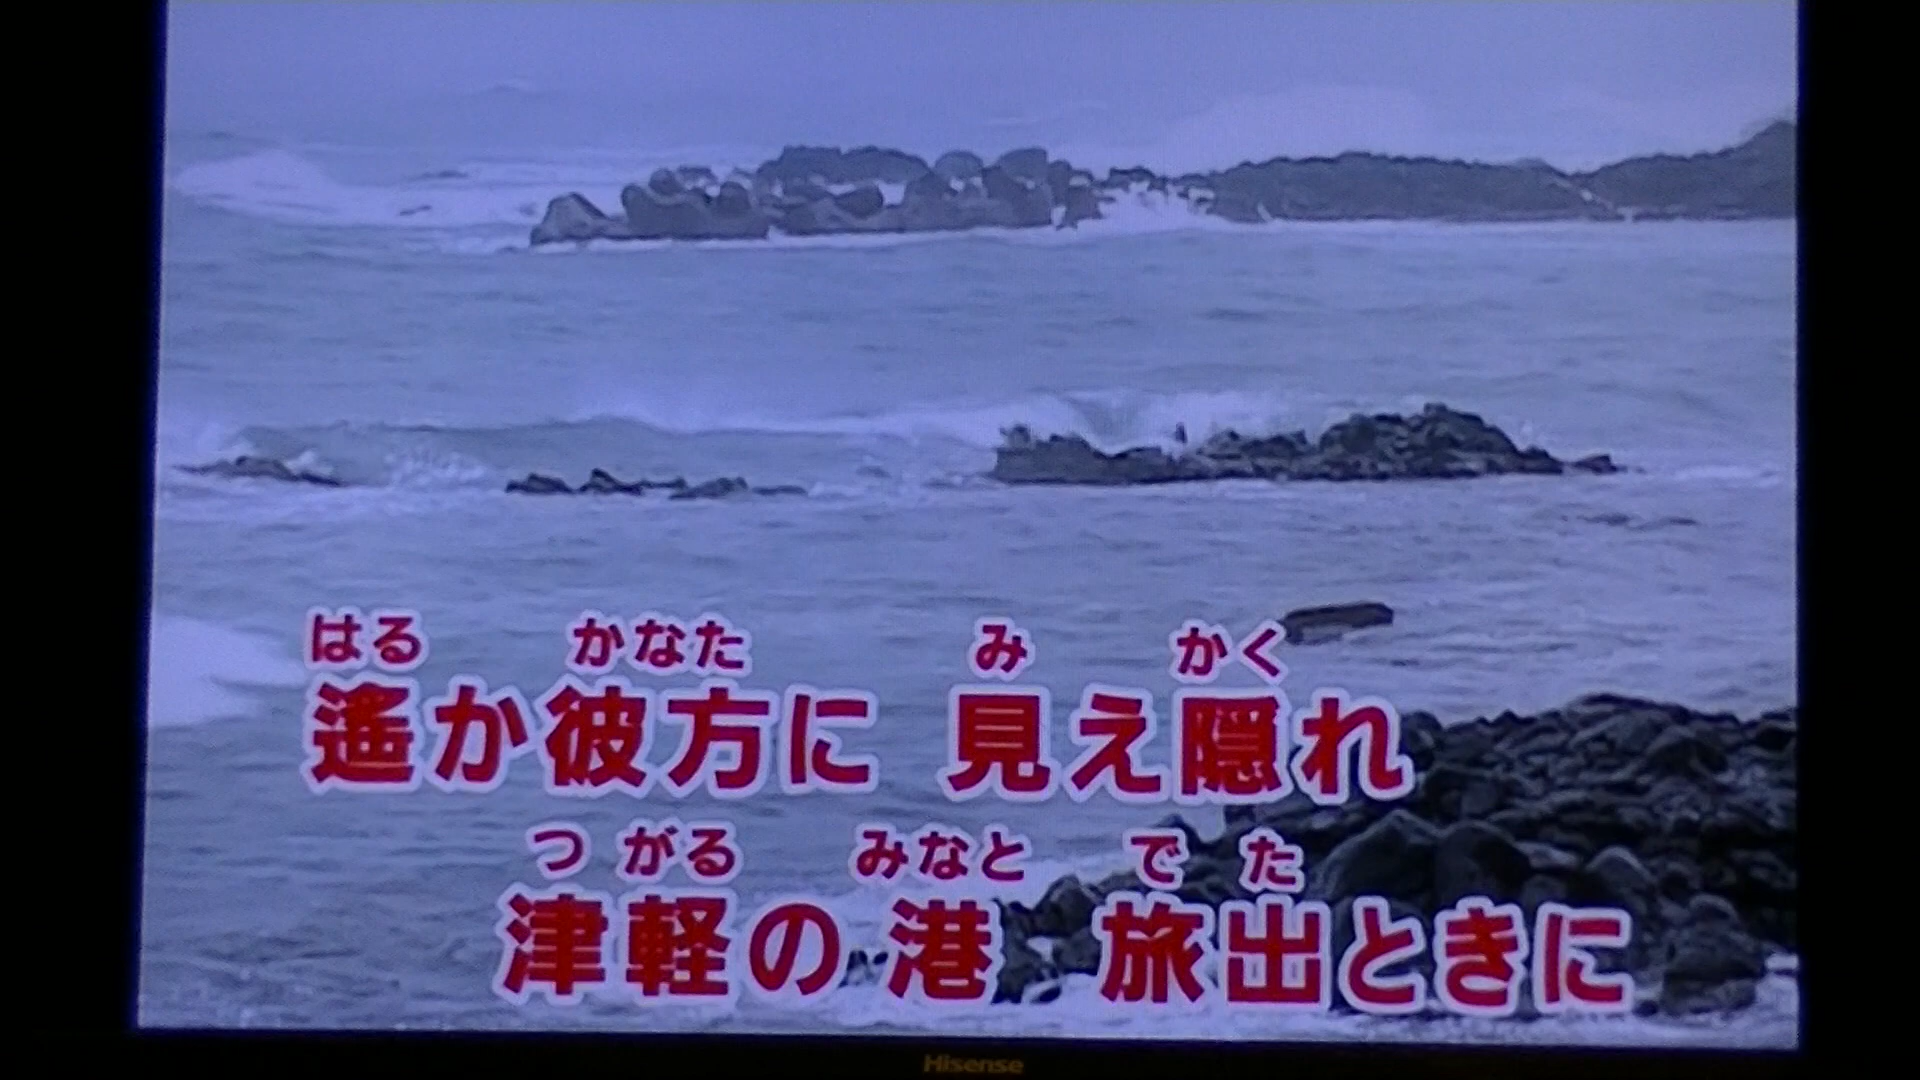 はる かなた み かく
遙か彼方に 見え隠れ
つ がる みなと で た
津軽の港 旅出ときに
Hisense